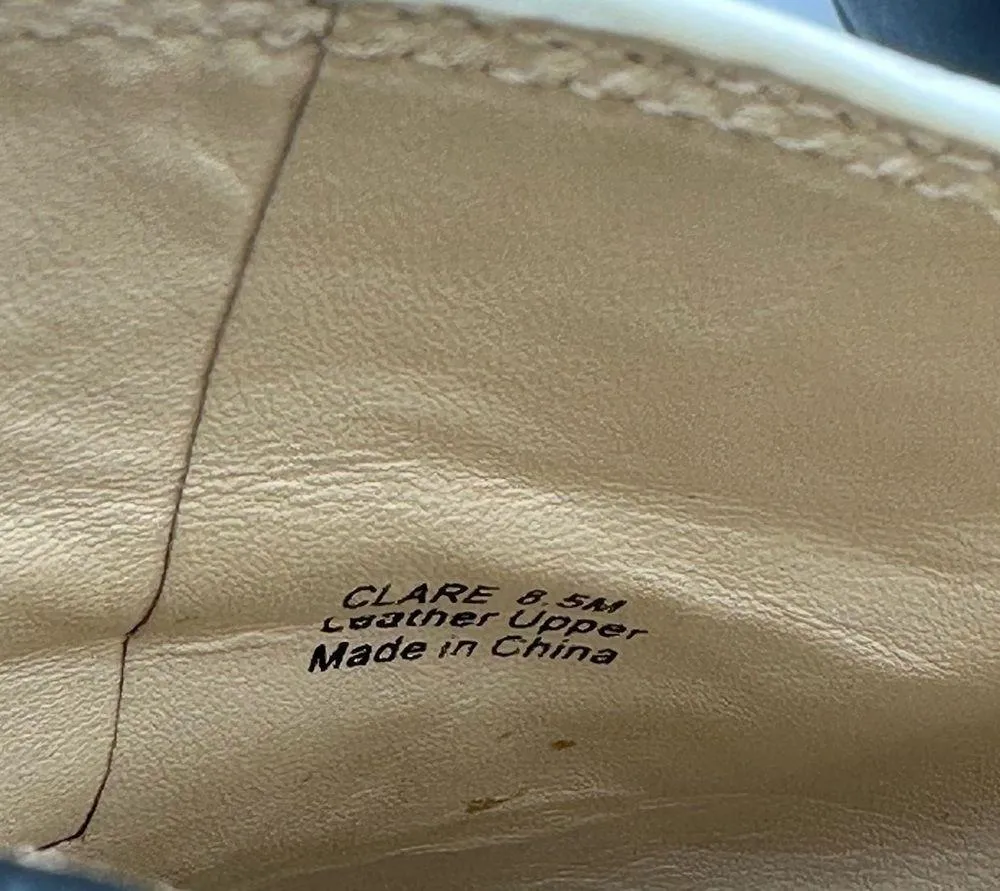 CLARE 8.5M
Leather Upper
Made in China